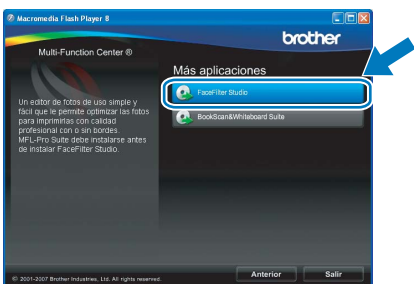 Macromedia Flash Player 8
brother
Multi-Function Center ®
Más aplicaciones
FaceFilter Studio
BookScan&Whiteboard Suite
Un editor de fotos de uso simple y
fácil que le permite optimizar las fotos
para imprimirlas con calidad
profesional con o sin bordes.
MFL-Pro Suite debe instalarse antes
de instalar FaceFilter Studio.
© 2001-2007 Brother Industries, Ltd. All rights reserved.
Anterior
Salir